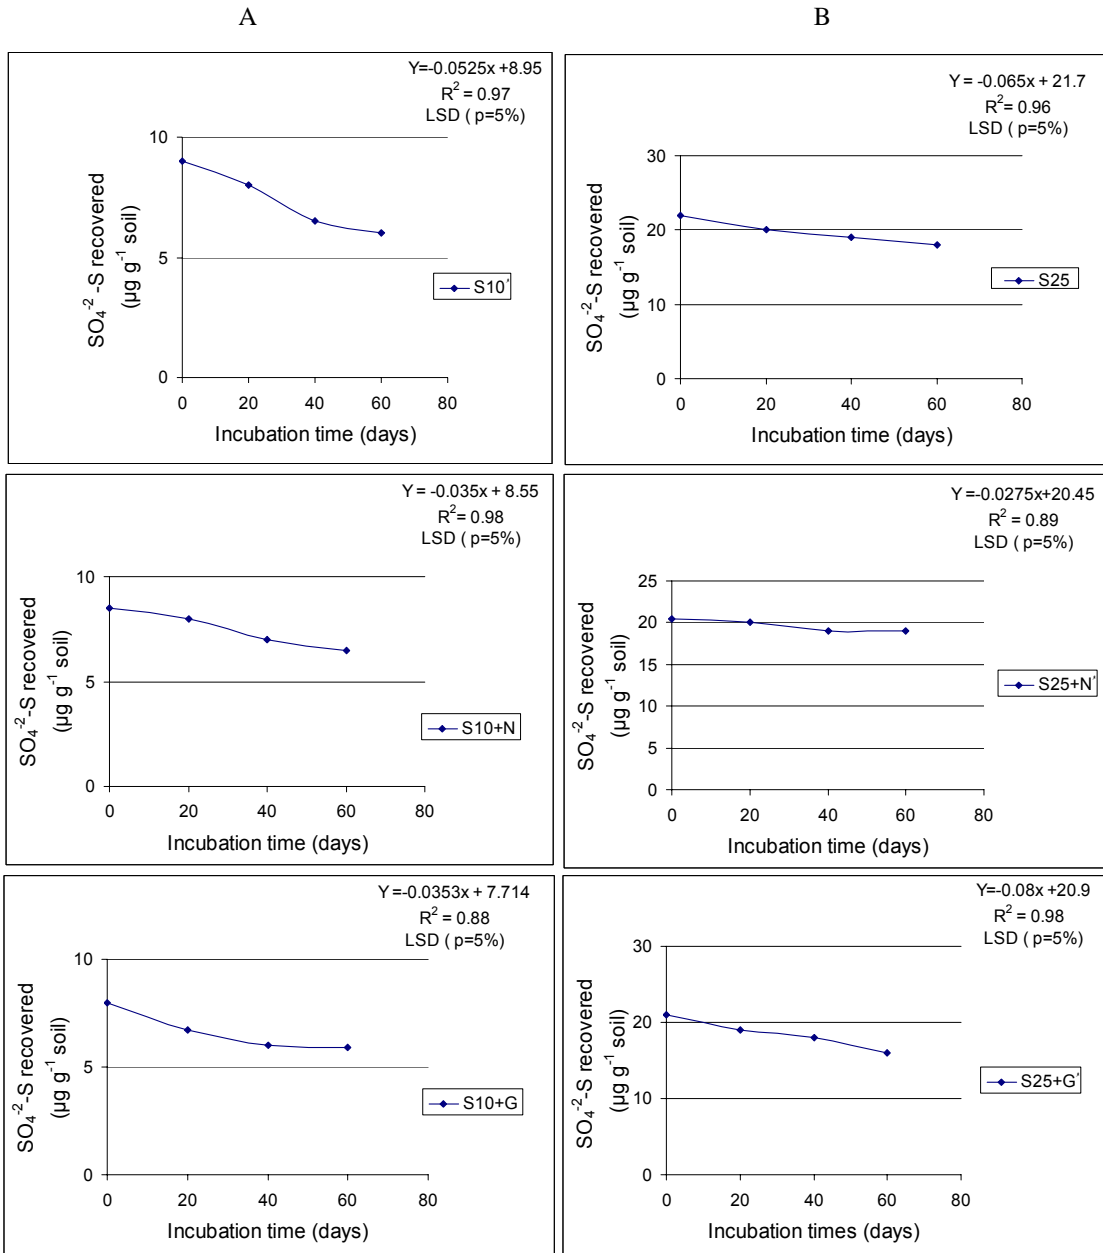 A
B
Y=-0.0525x +8.95
R² = 0.97
LSD ( p=5%)
SO₄⁻² -S recovered
(µg g⁻¹ soil)
10
5
0
0 20 40 60 80
Incubation time (days)
S10′
Y = -0.065x + 21.7
R² = 0.96
LSD ( p=5%)
SO₄⁻²-S recovered
(µg g⁻¹ soil)
30
20
10
0
0 20 40 60 80
Incubation time (days)
S25
Y = -0.035x + 8.55
R² = 0.98
LSD ( p=5%)
SO₄⁻²-S recovered
(µg g⁻¹ soil)
10
5
0
0 20 40 60 80
Incubation time (days)
S10+N
Y =-0.0275x+20.45
R² = 0.89
LSD ( p=5%)
SO₄⁻²-S recovered
(µg g⁻¹ soil)
25
20
15
10
5
0
0 20 40 60 80
Incubation time (days)
S25+N′
Y =-0.0353x + 7.714
R² = 0.88
LSD ( p=5%)
SO₄⁻²-S recovered
(µg g⁻¹ soil)
10
5
0
0 20 40 60 80
Incubation time (days)
S10+G
Y=-0.08x +20.9
R² = 0.98
LSD ( p=5%)
SO₄⁻²-S recovered
(µg g⁻¹ soil)
30
20
10
0
0 20 40 60 80
Incubation times (days)
S25+G′